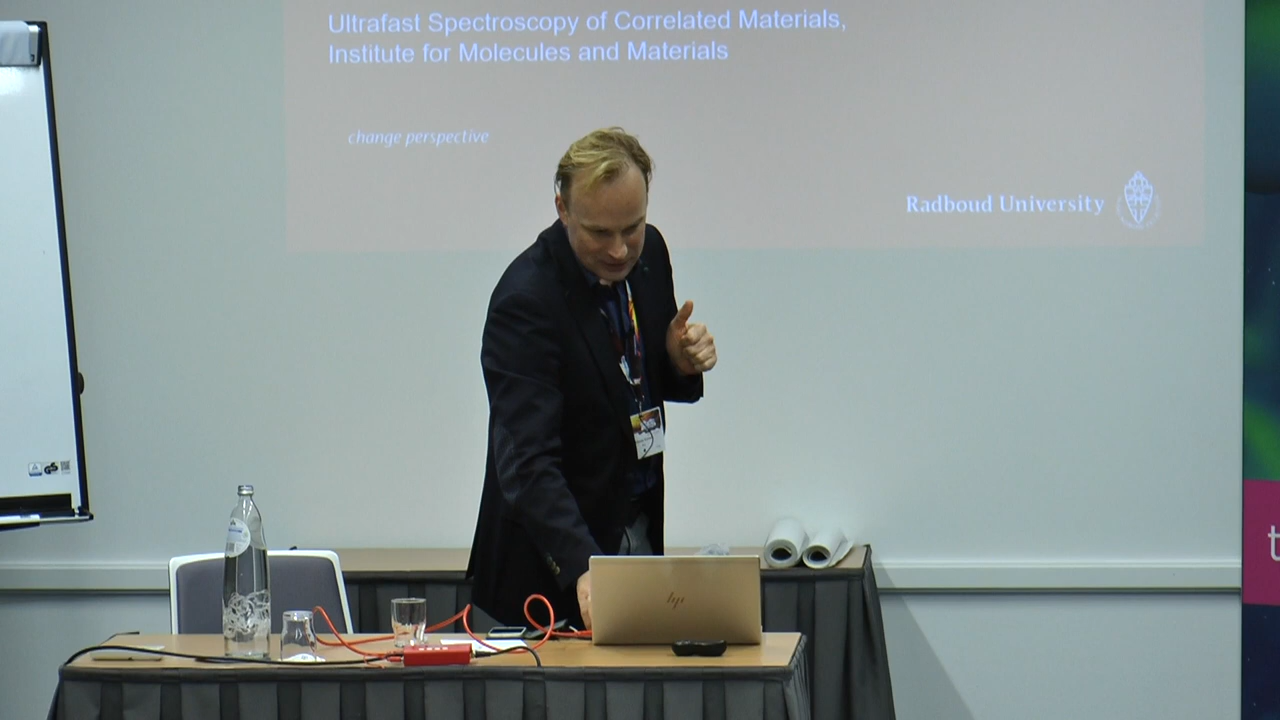 Ultrafast Spectroscopy of Correlated Materials,
Institute for Molecules and Materials
change perspective
Radboud University
hp
t